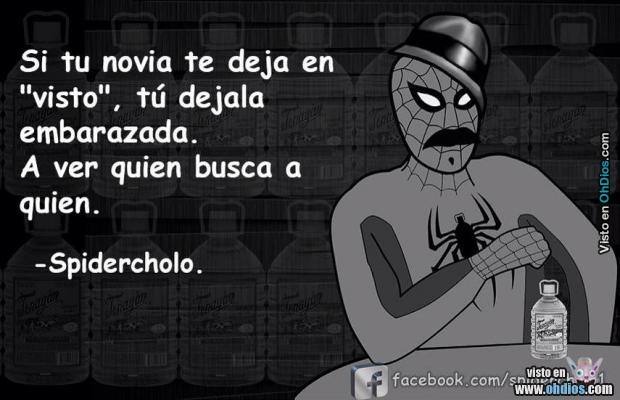 Si tu novia te deja en
"visto", tú dejala
embarazada.
A ver quien busca a
quien.
-Spidercholo.
Visto en OhDios.com
Tonayán
facebook.com/
visto en
www.ohdios.com